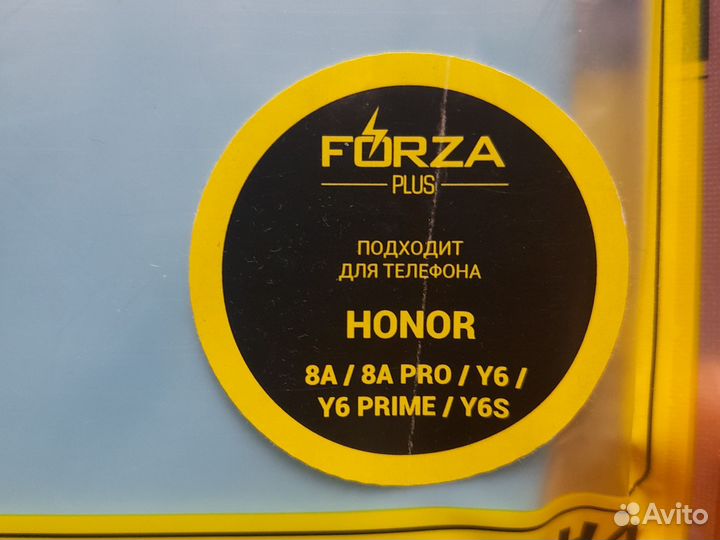 FORZA
PLUS
ПОДХОДИТ
ДЛЯ ТЕЛЕФОНА
HONOR
8A / 8A PRO / Y6 /
Y6 PRIME / Y6S
Avito